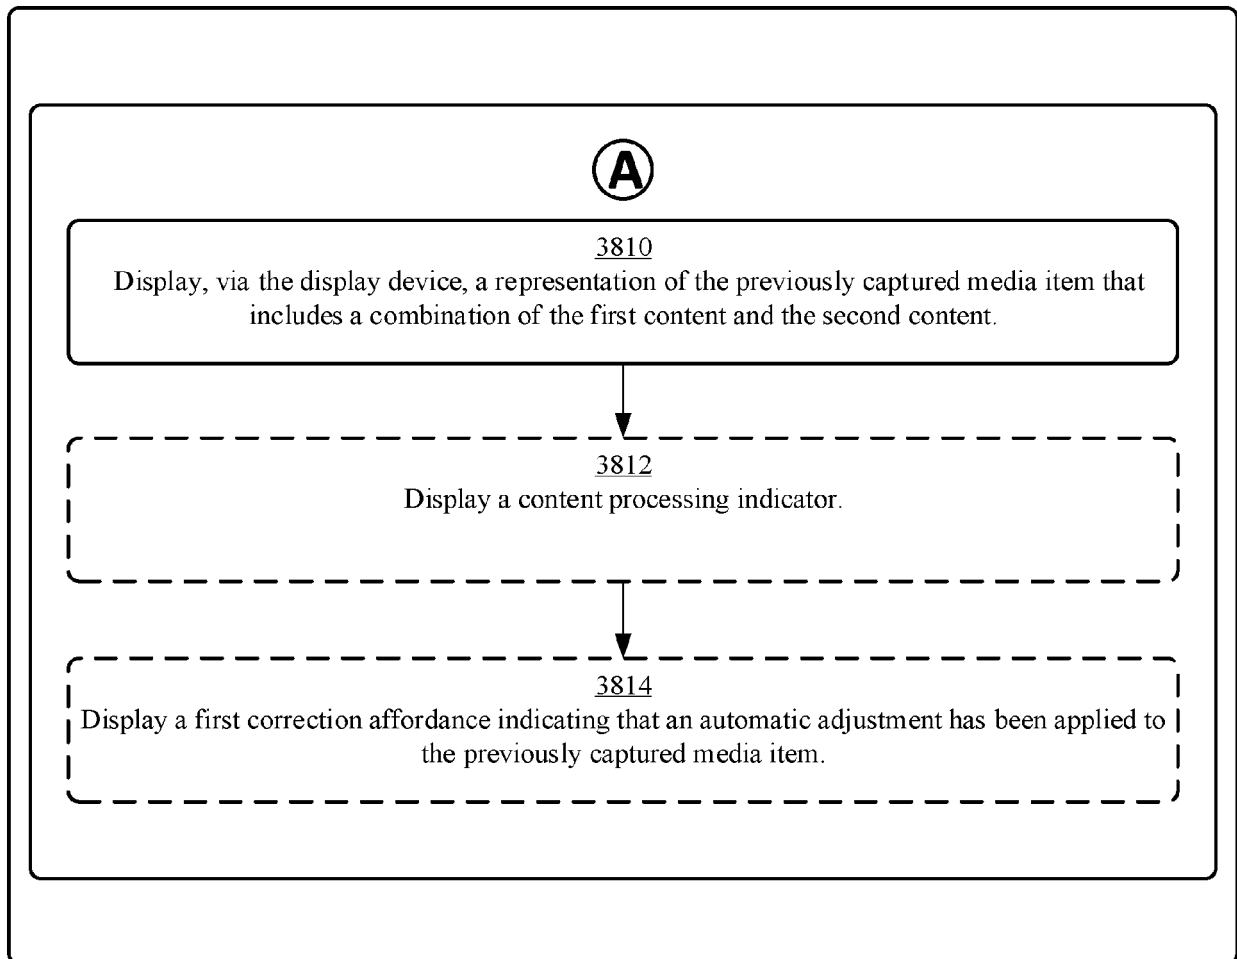 A
3810
Display, via the display device, a representation of the previously captured media item that
includes a combination of the first content and the second content.
3812
Display a content processing indicator.
3814
Display a first correction affordance indicating that an automatic adjustment has been applied to
the previously captured media item.